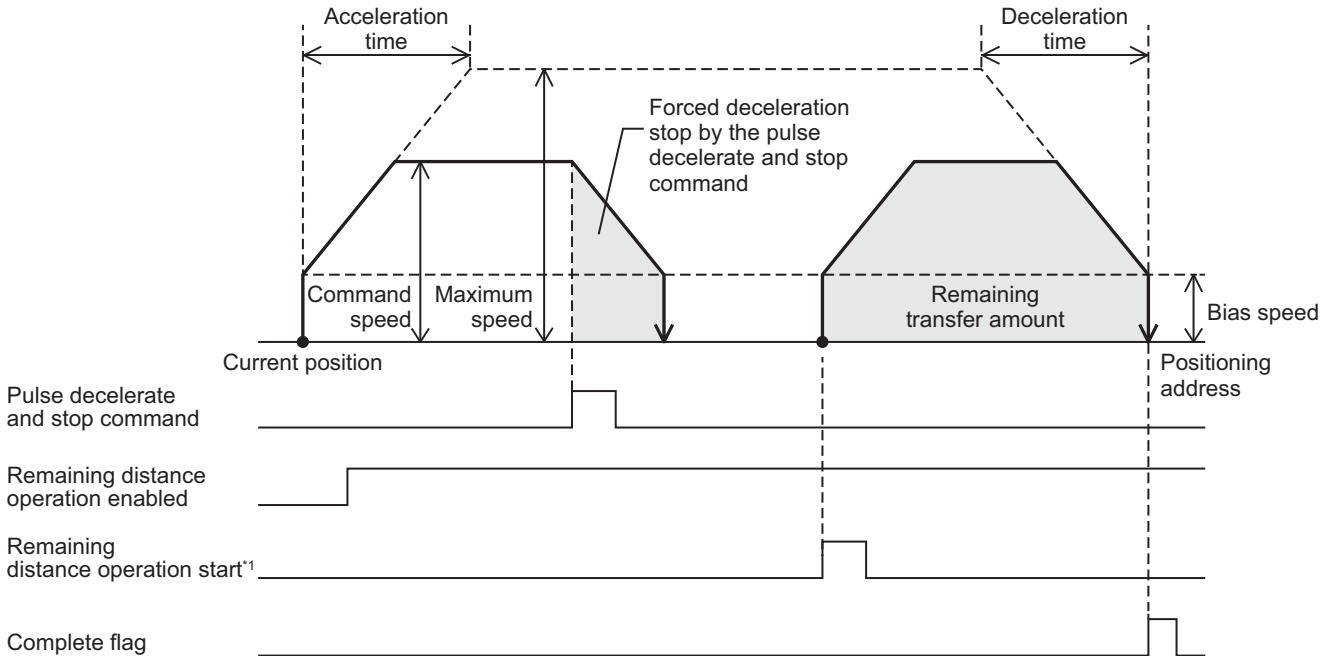 Acceleration
time
Deceleration
time
Forced deceleration
stop by the pulse
decelerate and stop
command
Command
speed
Maximum
speed
Remaining
transfer amount
Bias speed
Current position
Positioning
address
Pulse decelerate
and stop command
Remaining distance
operation enabled
Remaining
distance operation start*1
Complete flag